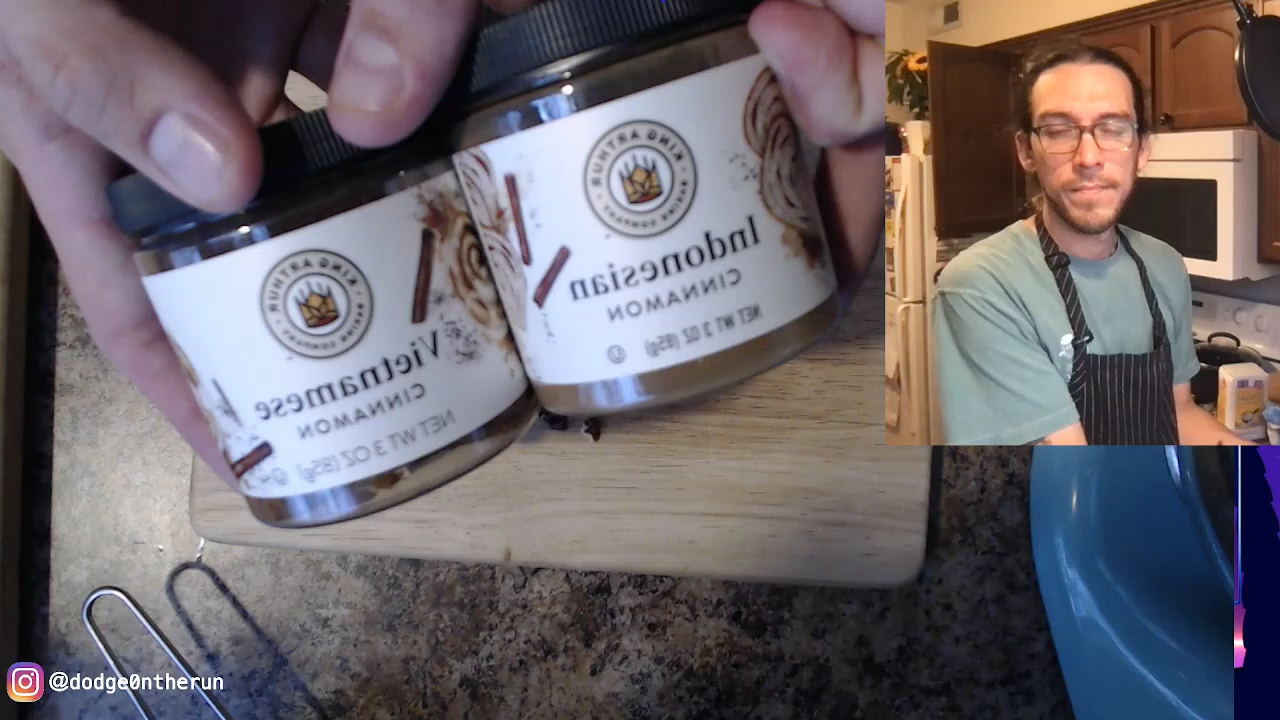 KING ARTHUR
BAKING COMPANY
Vietnamese
CINNAMON
NET WT 3 OZ (85g)
KING ARTHUR
BAKING COMPANY
Indonesian
CINNAMON
NET WT 3 OZ (85g)
@dodge0ntherun